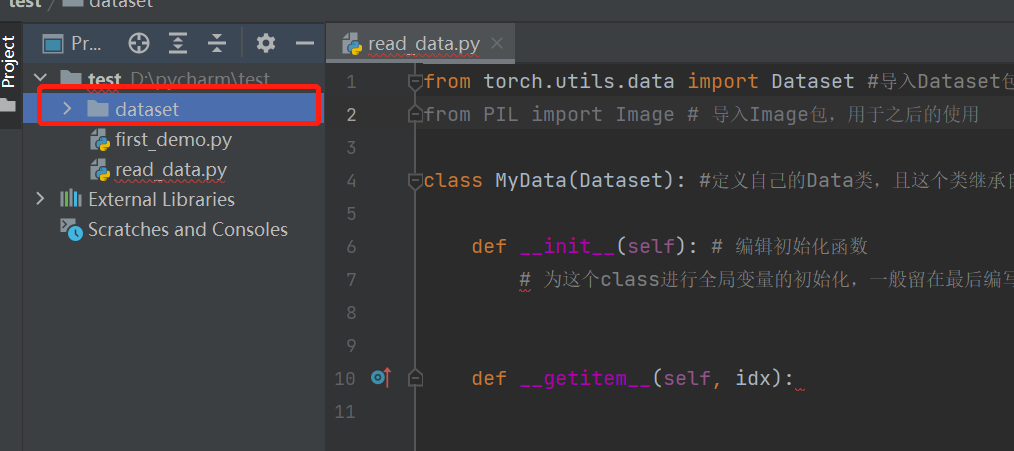 test dataset
Project
Pr...
read_data.py
test D:\pycharm\test
dataset
first_demo.py
read_data.py
External Libraries
Scratches and Consoles
1 from torch.utils.data import Dataset #导入Dataset包
2 from PIL import Image # 导入Image包，用于之后的使用
3
4 class MyData(Dataset): #定义自己的Data类，且这个类继承自
5
6 def __init__(self): # 编辑初始化函数
7 # 为这个class进行全局变量的初始化，一般留在最后编写
8
9
10 def __getitem__(self, idx):
11